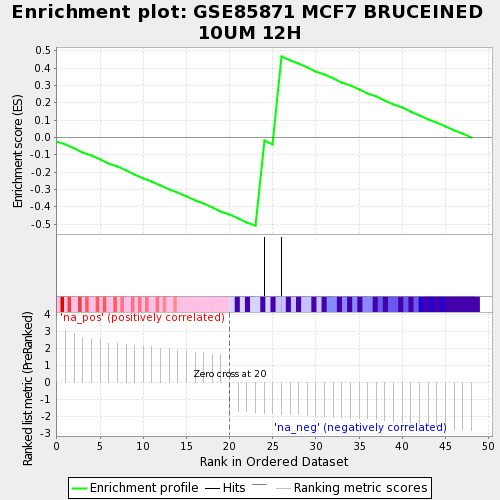 Enrichment plot: GSE85871 MCF7 BRUCEINED
10UM 12H
Enrichment score (ES)
0.5
0.4
0.3
0.2
0.1
0.0
-0.1
-0.2
-0.3
-0.4
-0.5
Ranked list metric (PreRanked)
4
3
2
1
0
-1
-2
-3
'na_pos' (positively correlated)
Zero cross at 20
'na_neg' (negatively correlated)
0 5 10 15 20 25 30 35 40 45 50
Rank in Ordered Dataset
Enrichment profile Hits Ranking metric scores